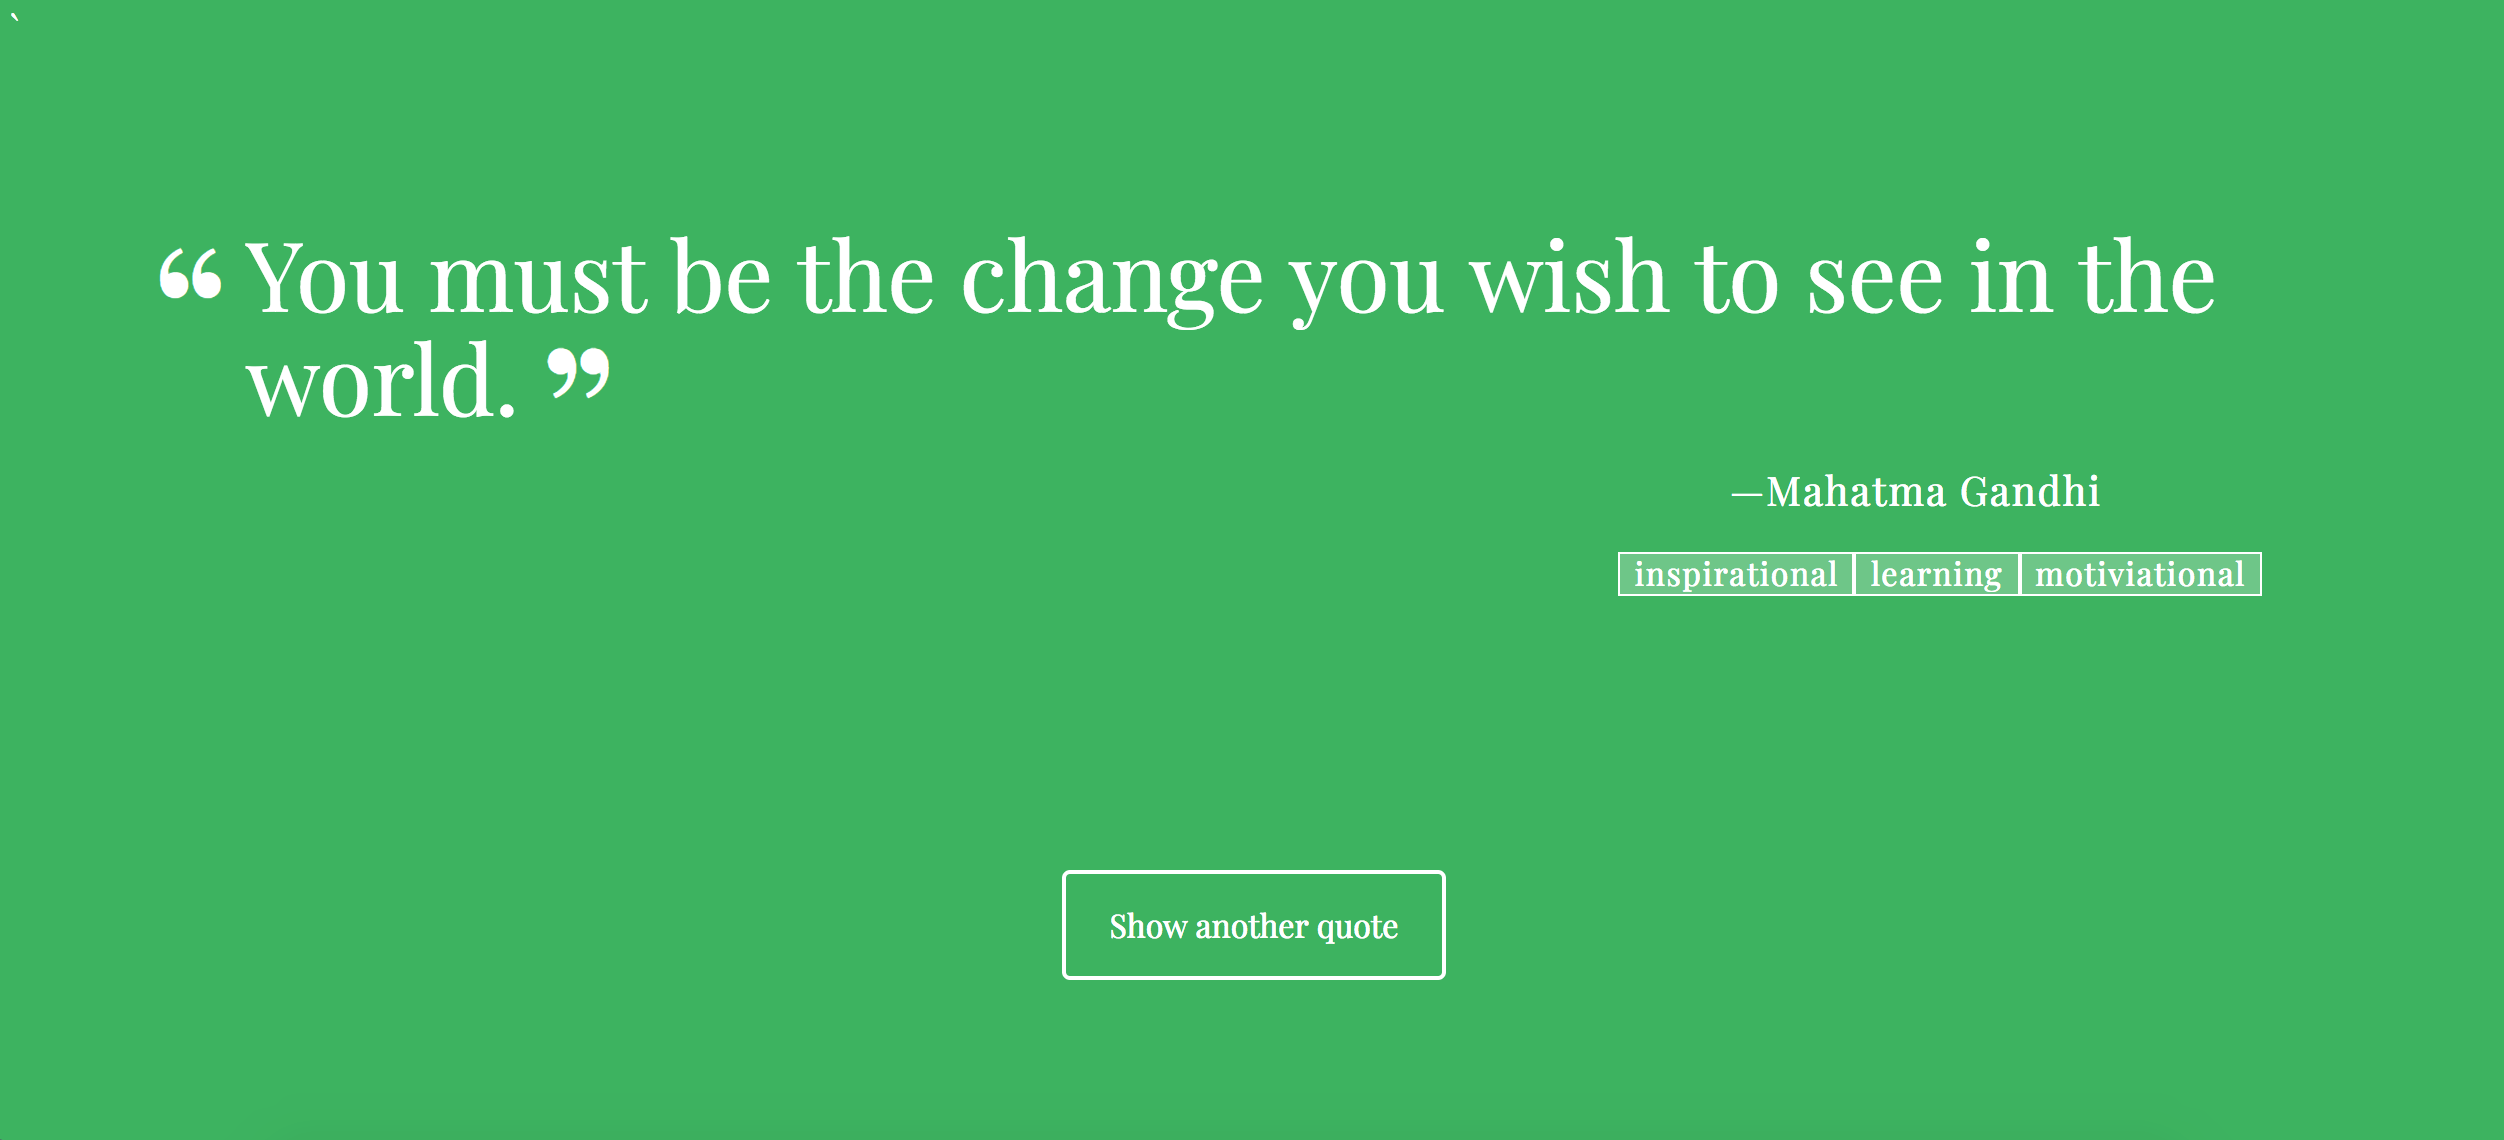 `
“ You must be the change you wish to see in the
world. ”
—Mahatma Gandhi
inspirational learning motiviational
Show another quote